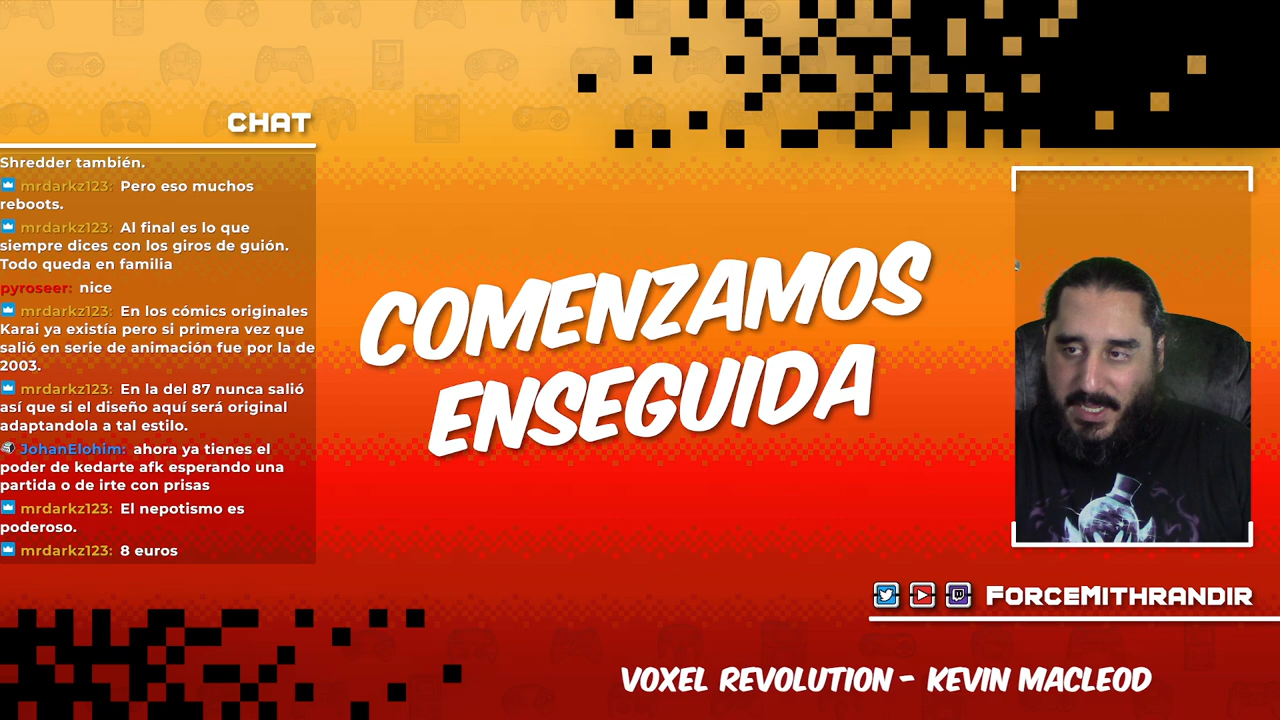 CHAT
Shredder también.
mrdarkz123: Pero eso muchos
reboots.
mrdarkz123: Al final es lo que
siempre dices con los giros de guión.
Todo queda en familia
pyroseer: nice
mrdarkz123: En los cómics originales
Karai ya existía pero si primera vez que
salió en serie de animación fue por la de
2003.
mrdarkz123: En la del 87 nunca salió
así que si el diseño aquí será original
adaptandola a tal estilo.
JohanElohim: ahora ya tienes el
poder de kedarte afk esperando una
partida o de irte con prisas
mrdarkz123: El nepotismo es
poderoso.
mrdarkz123: 8 euros
COMENZAMOS
ENSEGUIDA
FORCEMITHRANDIR
VOXEL REVOLUTION - KEVIN MACLEOD